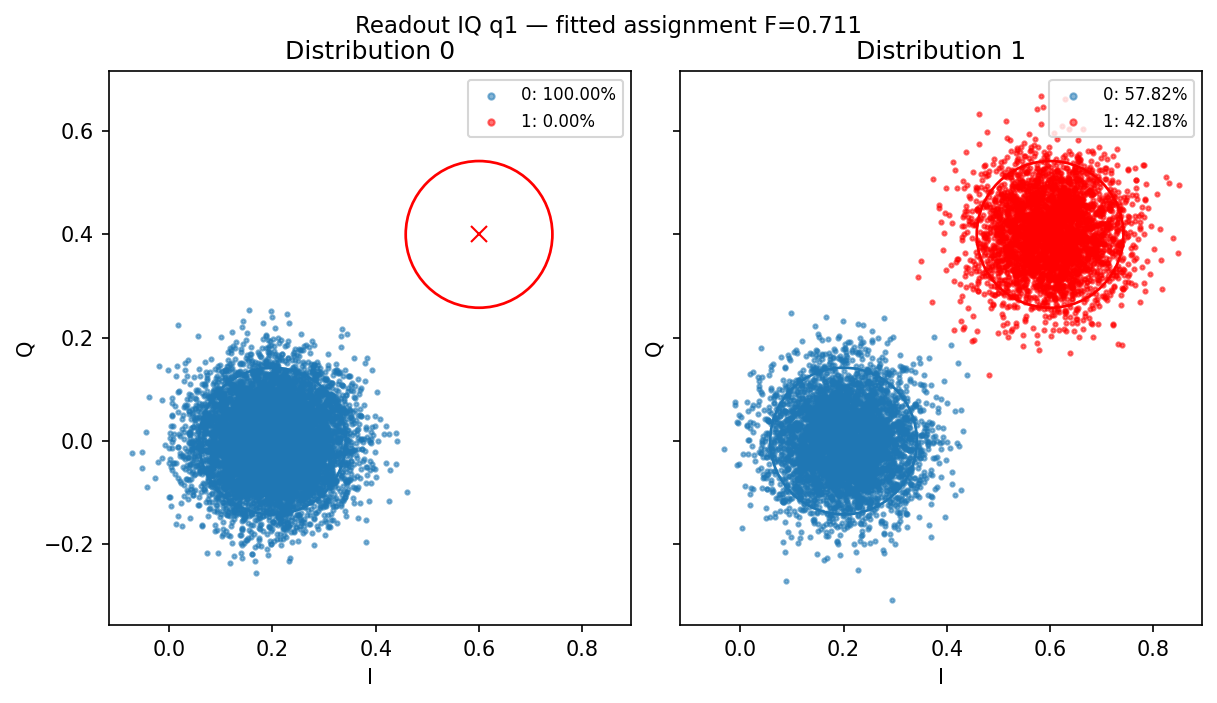 Readout IQ q1 — fitted assignment F=0.711
Distribution 0
Distribution 1
0: 100.00%
1: 0.00%
0: 57.82%
1: 42.18%
0.6
0.4
0.2
0.0
−0.2
Q
Q
0.0 0.2 0.4 0.6 0.8
0.0 0.2 0.4 0.6 0.8
I
I